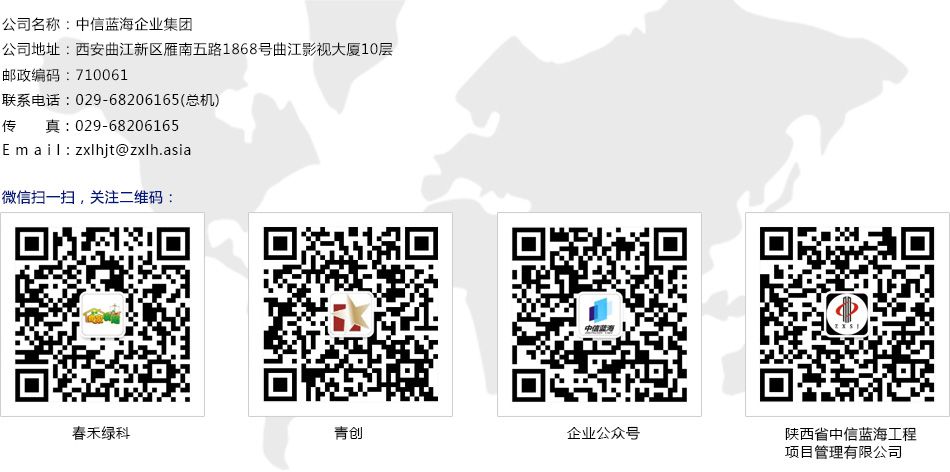 公司名称：中信蓝海企业集团
公司地址：西安曲江新区雁南五路1868号曲江影视大厦10层
邮政编码：710061
联系电话：029-68206165(总机)
传　　真：029-68206165
E m a i l：zxlhjt@zxlh.asia
微信扫一扫，关注二维码：
中信蓝海
ZXSJ
春禾绿科
青创
企业公众号
陕西省中信蓝海工程
项目管理有限公司